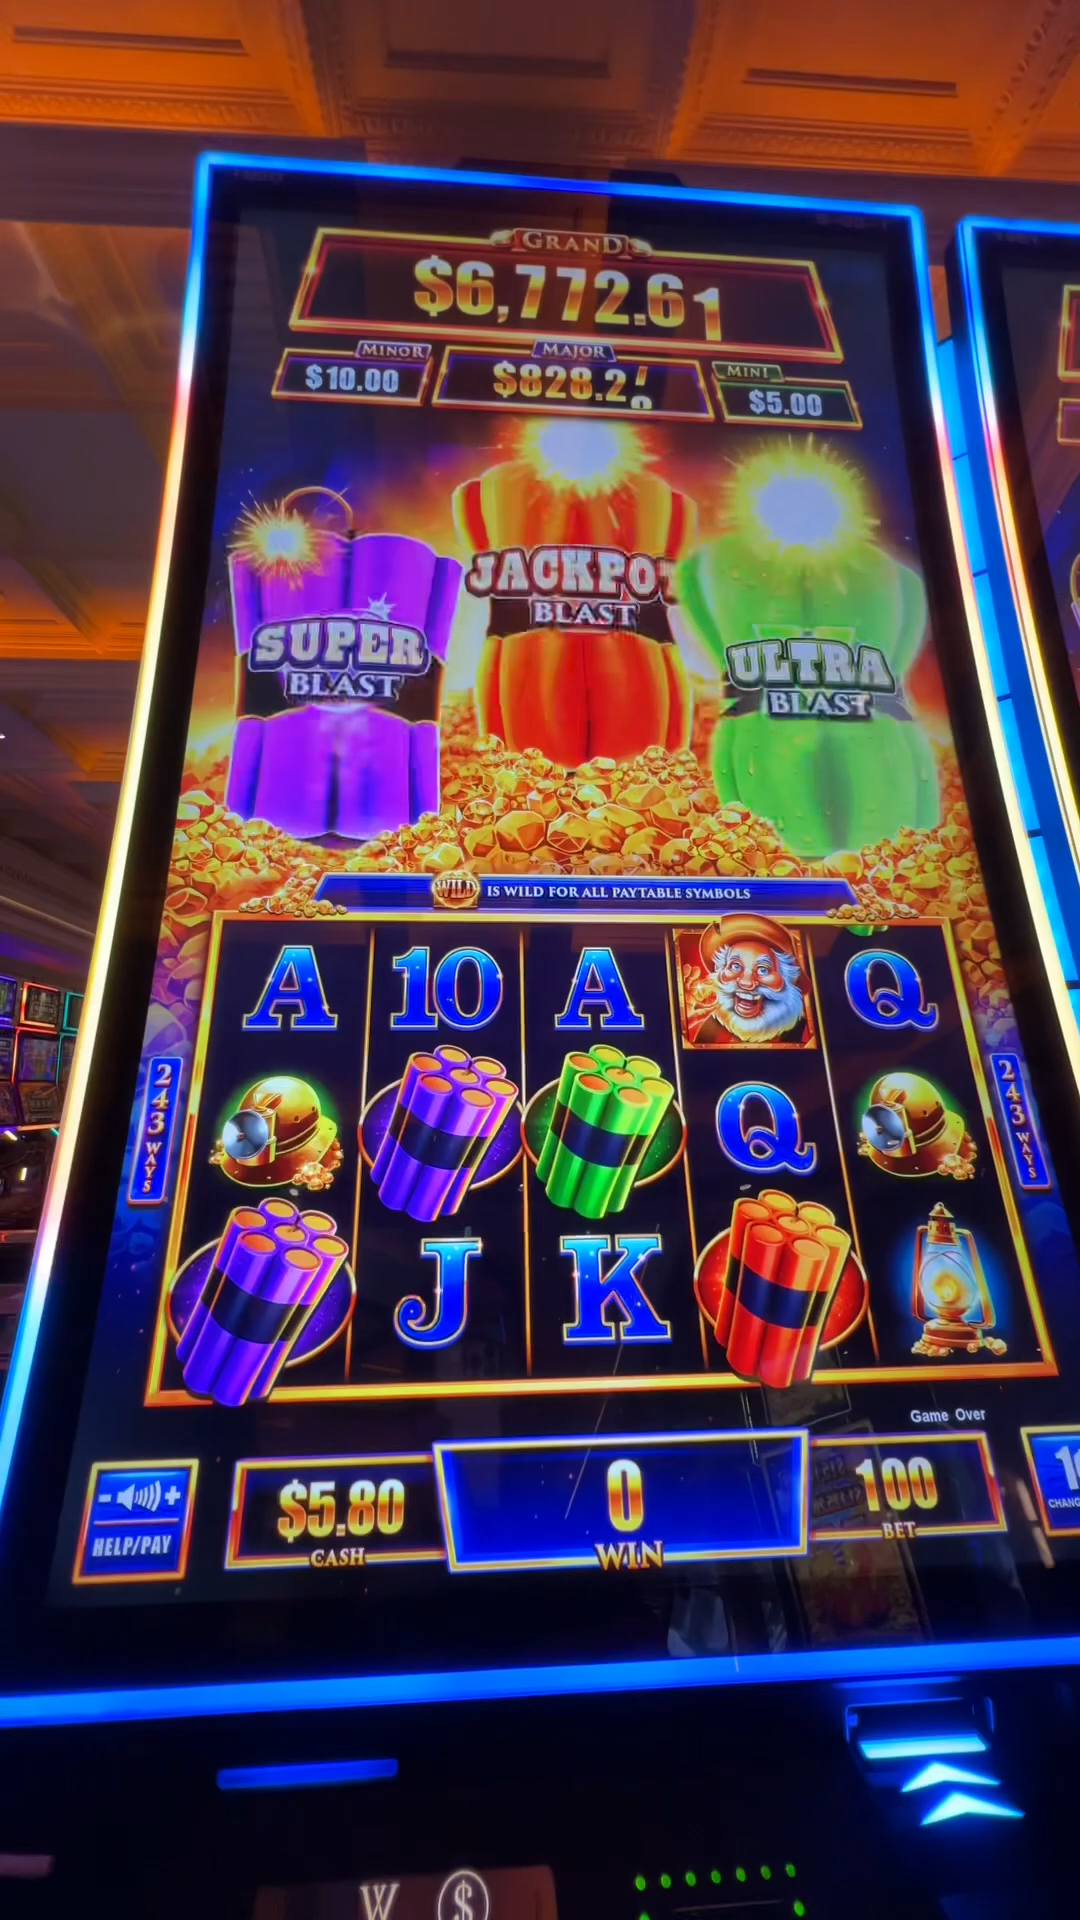 GRAND
$6,772.61
MINOR
MAJOR
MINI
$10.00
$828.2
$5.00
JACKPOT
BLAST
SUPER
BLAST
ULTRA
BLAST
WILD IS WILD FOR ALL PAYTABLE SYMBOLS
A 10 A Q
243 WAYS
Q
243 WAYS
J K
Game Over
- +
HELP/PAY
$5.80
CASH
0
WIN
100
BET
W $